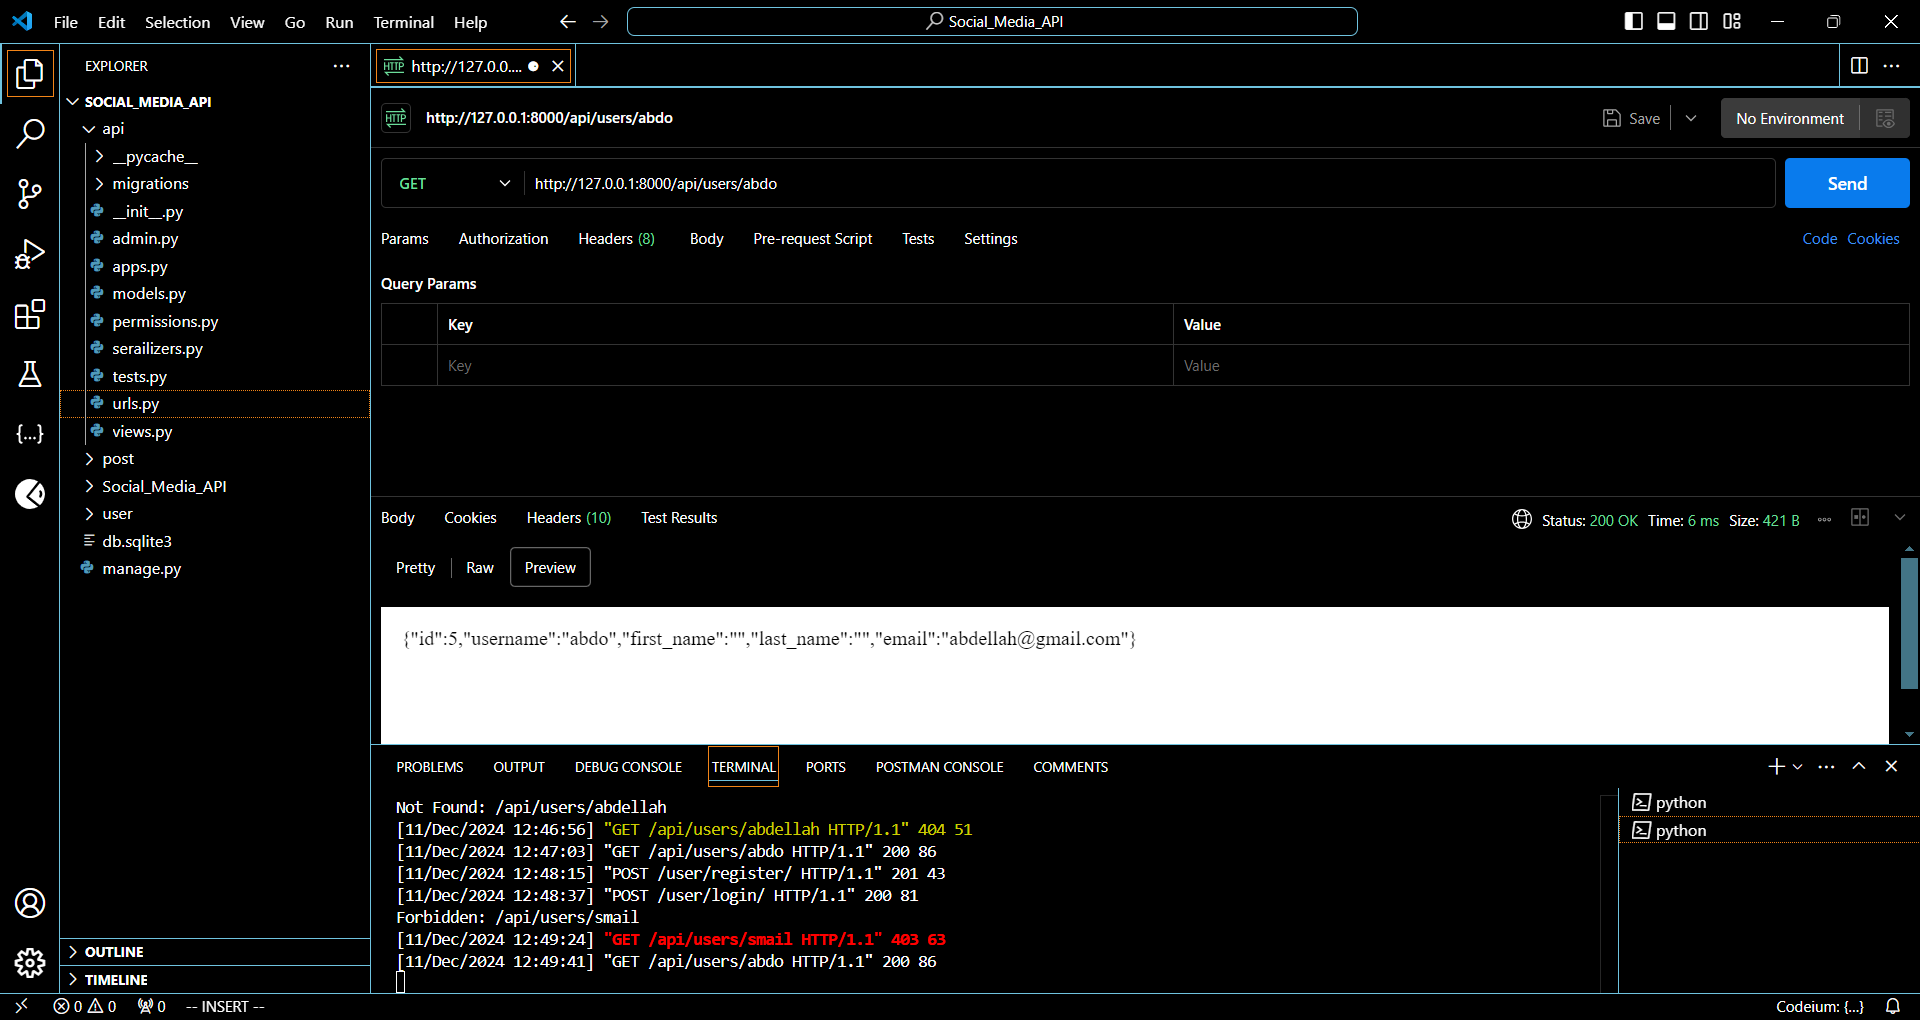 File Edit Selection View Go Run Terminal Help
Social_Media_API
EXPLORER
SOCIAL_MEDIA_API
api
__pycache__
migrations
__init__.py
admin.py
apps.py
models.py
permissions.py
serailizers.py
tests.py
urls.py
views.py
post
Social_Media_API
user
db.sqlite3
manage.py
OUTLINE
TIMELINE
HTTP http://127.0.0....
HTTP http://127.0.0.1:8000/api/users/abdo
Save
No Environment
GET http://127.0.0.1:8000/api/users/abdo
Send
Params Authorization Headers (8) Body Pre-request Script Tests Settings
Code Cookies
Query Params
Key Value
Key Value
Body Cookies Headers (10) Test Results
Status: 200 OK Time: 6 ms Size: 421 B
Pretty Raw Preview
{"id":5,"username":"abdo","first_name":"","last_name":"","email":"abdellah@gmail.com"}
PROBLEMS OUTPUT DEBUG CONSOLE TERMINAL PORTS POSTMAN CONSOLE COMMENTS
Not Found: /api/users/abdellah
[11/Dec/2024 12:46:56] "GET /api/users/abdellah HTTP/1.1" 404 51
[11/Dec/2024 12:47:03] "GET /api/users/abdo HTTP/1.1" 200 86
[11/Dec/2024 12:48:15] "POST /user/register/ HTTP/1.1" 201 43
[11/Dec/2024 12:48:37] "POST /user/login/ HTTP/1.1" 200 81
Forbidden: /api/users/smail
[11/Dec/2024 12:49:24] "GET /api/users/smail HTTP/1.1" 403 63
[11/Dec/2024 12:49:41] "GET /api/users/abdo HTTP/1.1" 200 86
python
python
0 0 0 -- INSERT --
Codeium: {...}